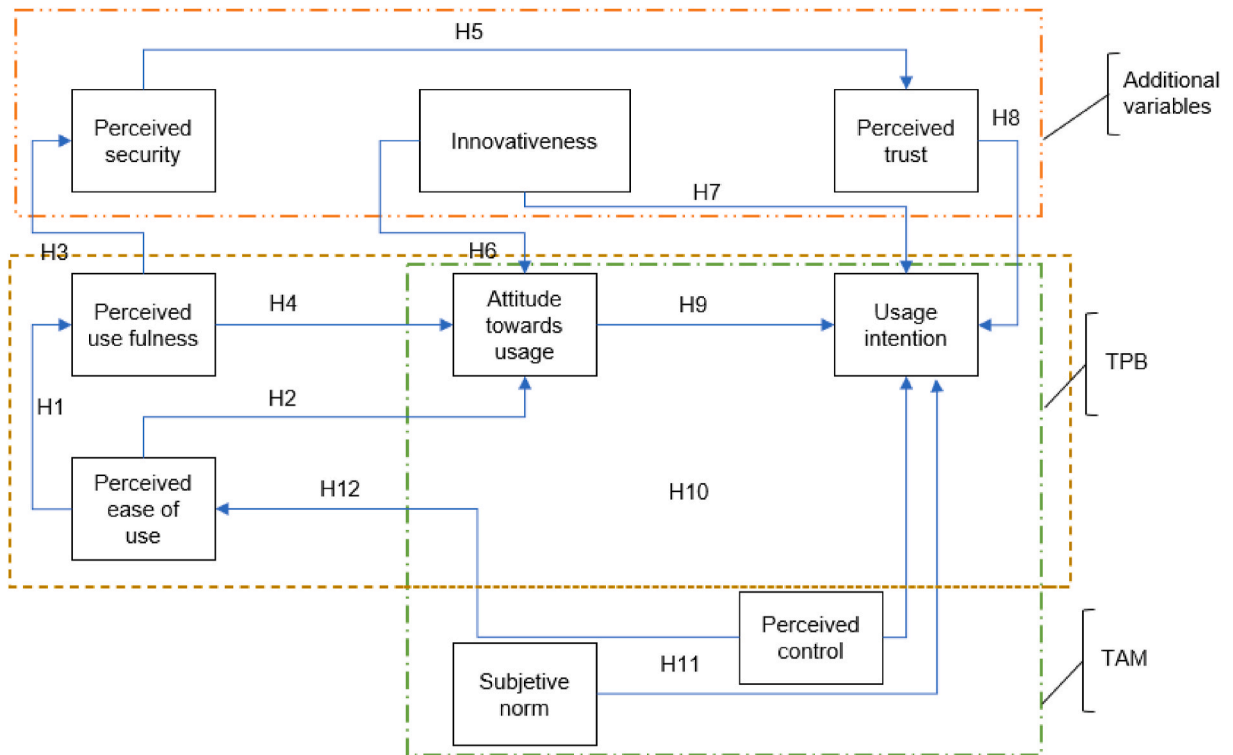 H5
Additional
variables
Perceived
security
Innovativeness
Perceived
trust
H8
H7
H3
H6
Perceived
use fulness
H4
Attitude
towards
usage
H9
Usage
intention
TPB
H1
H2
Perceived
ease of
use
H12
H10
Perceived
control
H11
Subjetive
norm
TAM